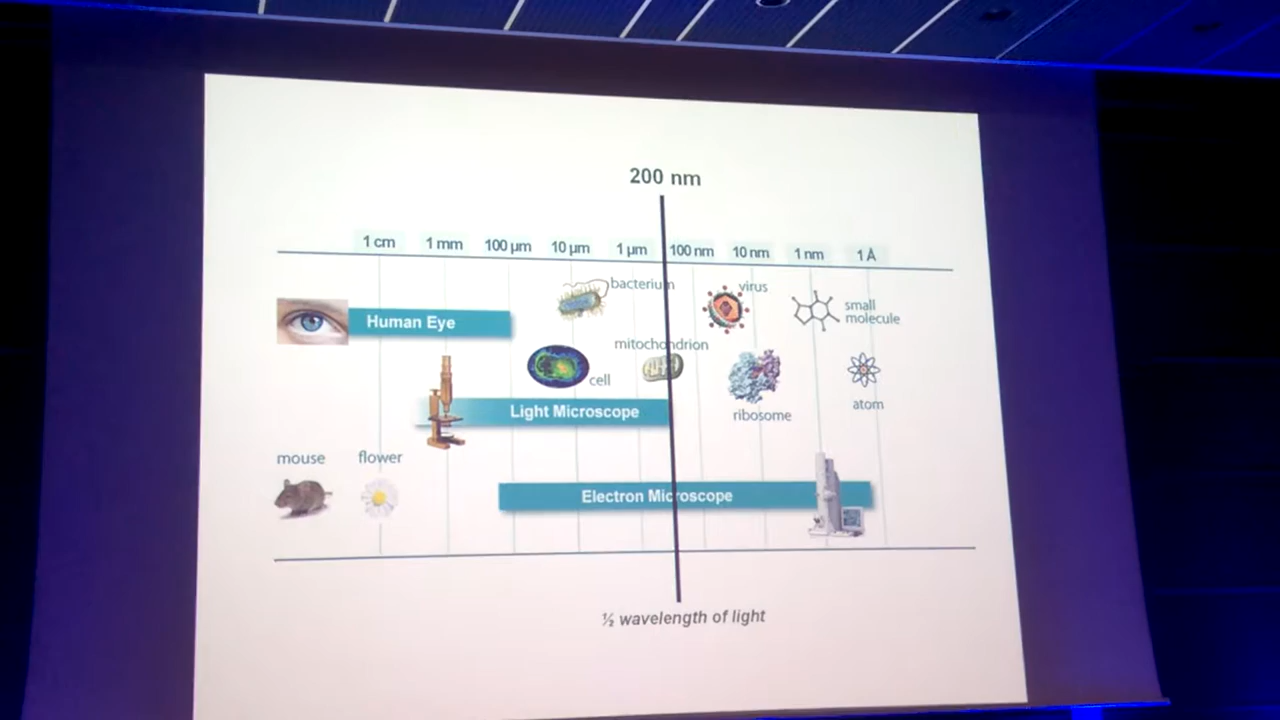 200 nm
1 cm 1 mm 100 µm 10 µm 1 µm 100 nm 10 nm 1 nm 1 Å
bacterium
virus
small
molecule
Human Eye
mitochondrion
cell
ribosome
atom
Light Microscope
mouse
flower
Electron Microscope
½ wavelength of light